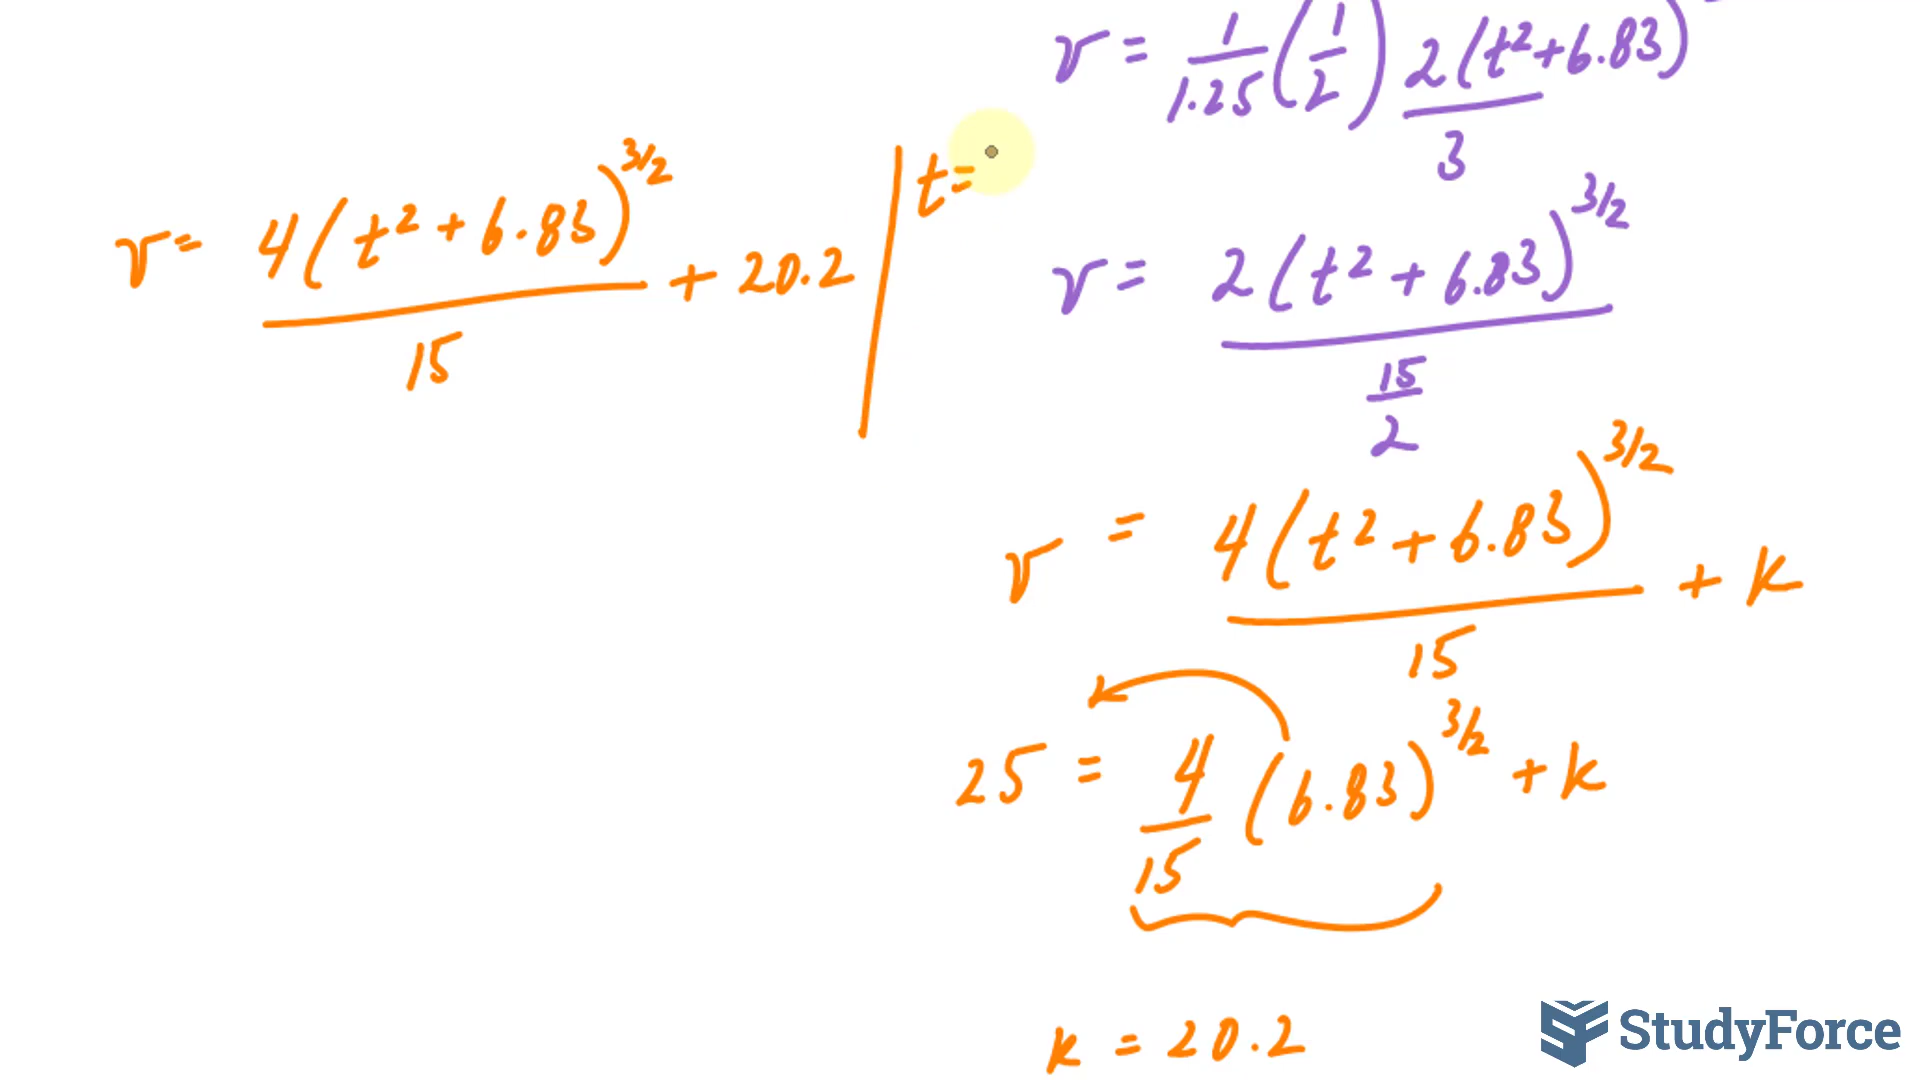 v = 4(t² + 6.83)^3/2 / 15 + 20.2 | t =
v = 1/1.25 (1/2) 2(t² + 6.83) / 3
v = 2(t² + 6.83)^3/2 / 15/2
v = 4(t² + 6.83)^3/2 / 15 + k
25 = 4/15 (6.83)^3/2 + k
k = 20.2
StudyForce